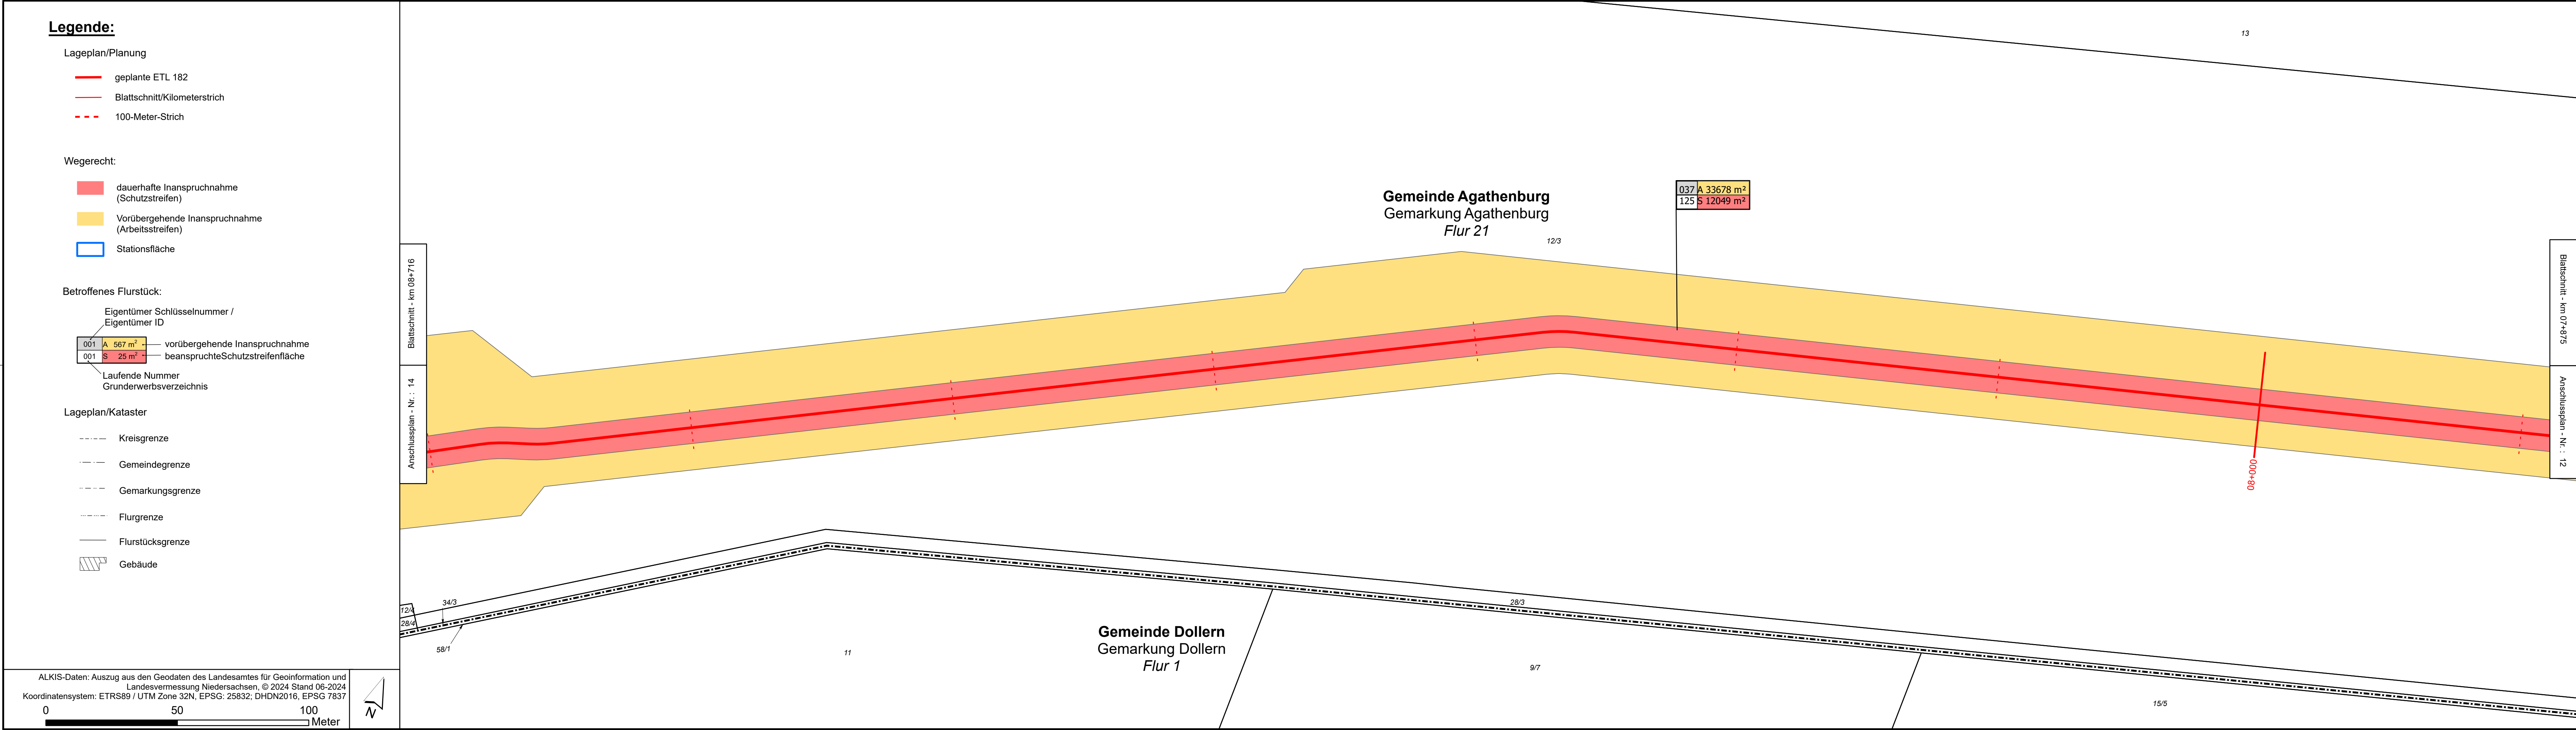 Legende:
Lageplan/Planung
geplante ETL 182
Blattschnitt/Kilometerstrich
100-Meter-Strich
Wegerecht:
dauerhafte Inanspruchnahme
(Schutzstreifen)
Vorübergehende Inanspruchnahme
(Arbeitsstreifen)
Stationsfläche
Betroffenes Flurstück:
Eigentümer Schlüsselnummer /
Eigentümer ID
001 A 567 m² vorübergehende Inanspruchnahme
001 S 25 m² beanspruchteSchutzstreifenfläche
Laufende Nummer
Grunderwerbsverzeichnis
Lageplan/Kataster
Kreisgrenze
Gemeindegrenze
Gemarkungsgrenze
Flurgrenze
Flurstücksgrenze
Gebäude
ALKIS-Daten: Auszug aus den Geodaten des Landesamtes für Geoinformation und
Landesvermessung Niedersachsen, © 2024 Stand 06-2024
Koordinatensystem: ETRS89 / UTM Zone 32N, EPSG: 25832; DHDN2016, EPSG 7837
0 50 100
Meter
N
Blattschnitt - km 08+716
Anschlussplan - Nr. : 14
13
Gemeinde Agathenburg
Gemarkung Agathenburg
Flur 21
12/3
037 A 33678 m²
125 S 12049 m²
08+000
Blattschnitt - km 07+875
Anschlussplan - Nr. : 12
12/4
28/4
34/3
58/1
11
Gemeinde Dollern
Gemarkung Dollern
Flur 1
28/3
9/7
15/5